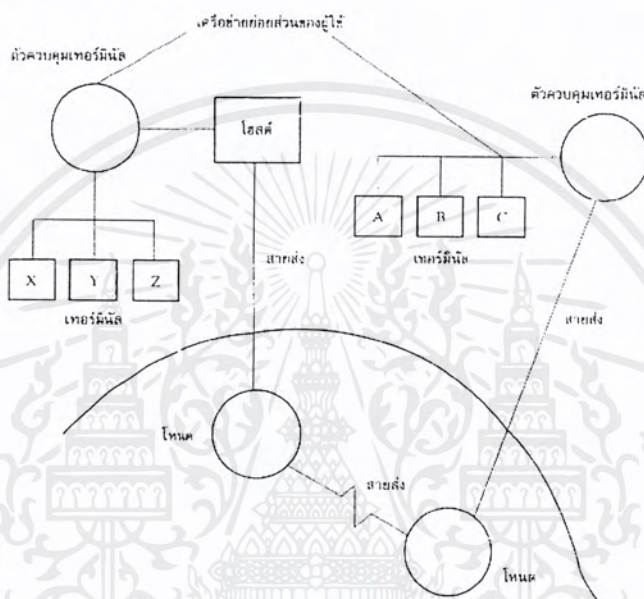 เครือข่ายย่อยส่วนของผู้ใช้
ตัวควบคุมเทอร์มินัล
ตัวควบคุมเทอร์มินัล
โฮสต์
A B C
เทอร์มินัล
X Y Z
เทอร์มินัล
สายส่ง
สายส่ง
โหนด
สายส่ง
โหนด